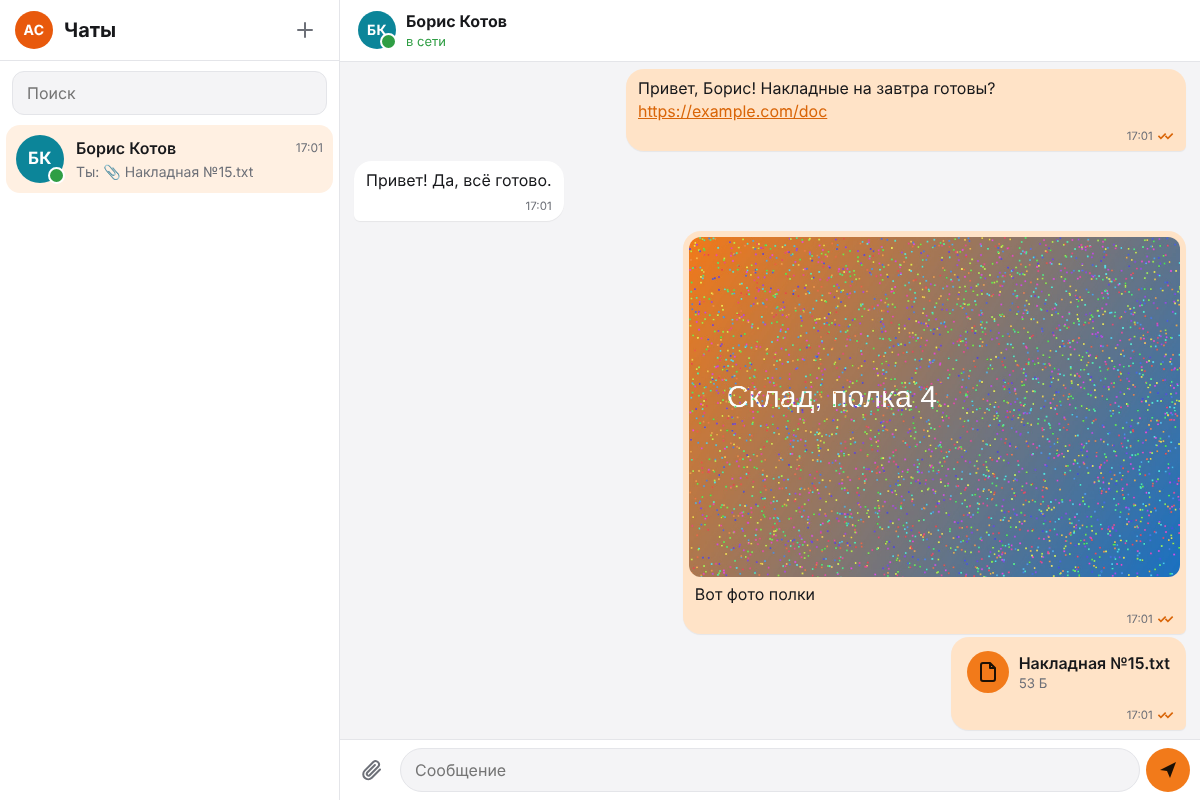 АС
Чаты
Поиск
БК
Борис Котов
17:01
Ты: 📎 Накладная №15.txt
БК
Борис Котов
в сети
Привет, Борис! Накладные на завтра готовы?
https://example.com/doc
17:01
Привет! Да, всё готово.
17:01
Склад, полка 4
Вот фото полки
17:01
Накладная №15.txt
53 Б
17:01
Сообщение